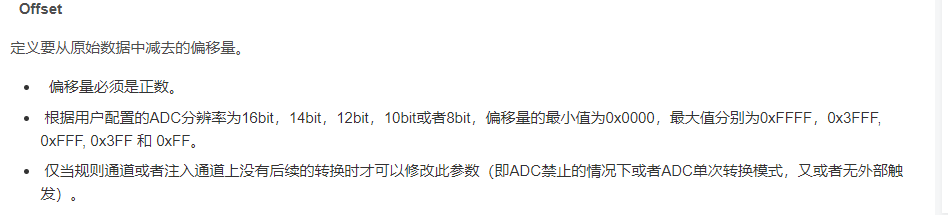 Offset
定义要从原始数据中减去的偏移量。
• 偏移量必须是正数。
• 根据用户配置的ADC分辨率为16bit，14bit，12bit，10bit或者8bit，偏移量的最小值为0x0000，最大值分别为0xFFFF，0x3FFF,
0xFFF, 0x3FF 和 0xFF。
• 仅当规则通道或者注入通道上没有后续的转换时才可以修改此参数（即ADC禁止的情况下或者ADC单次转换模式，又或者无外部触
发）。